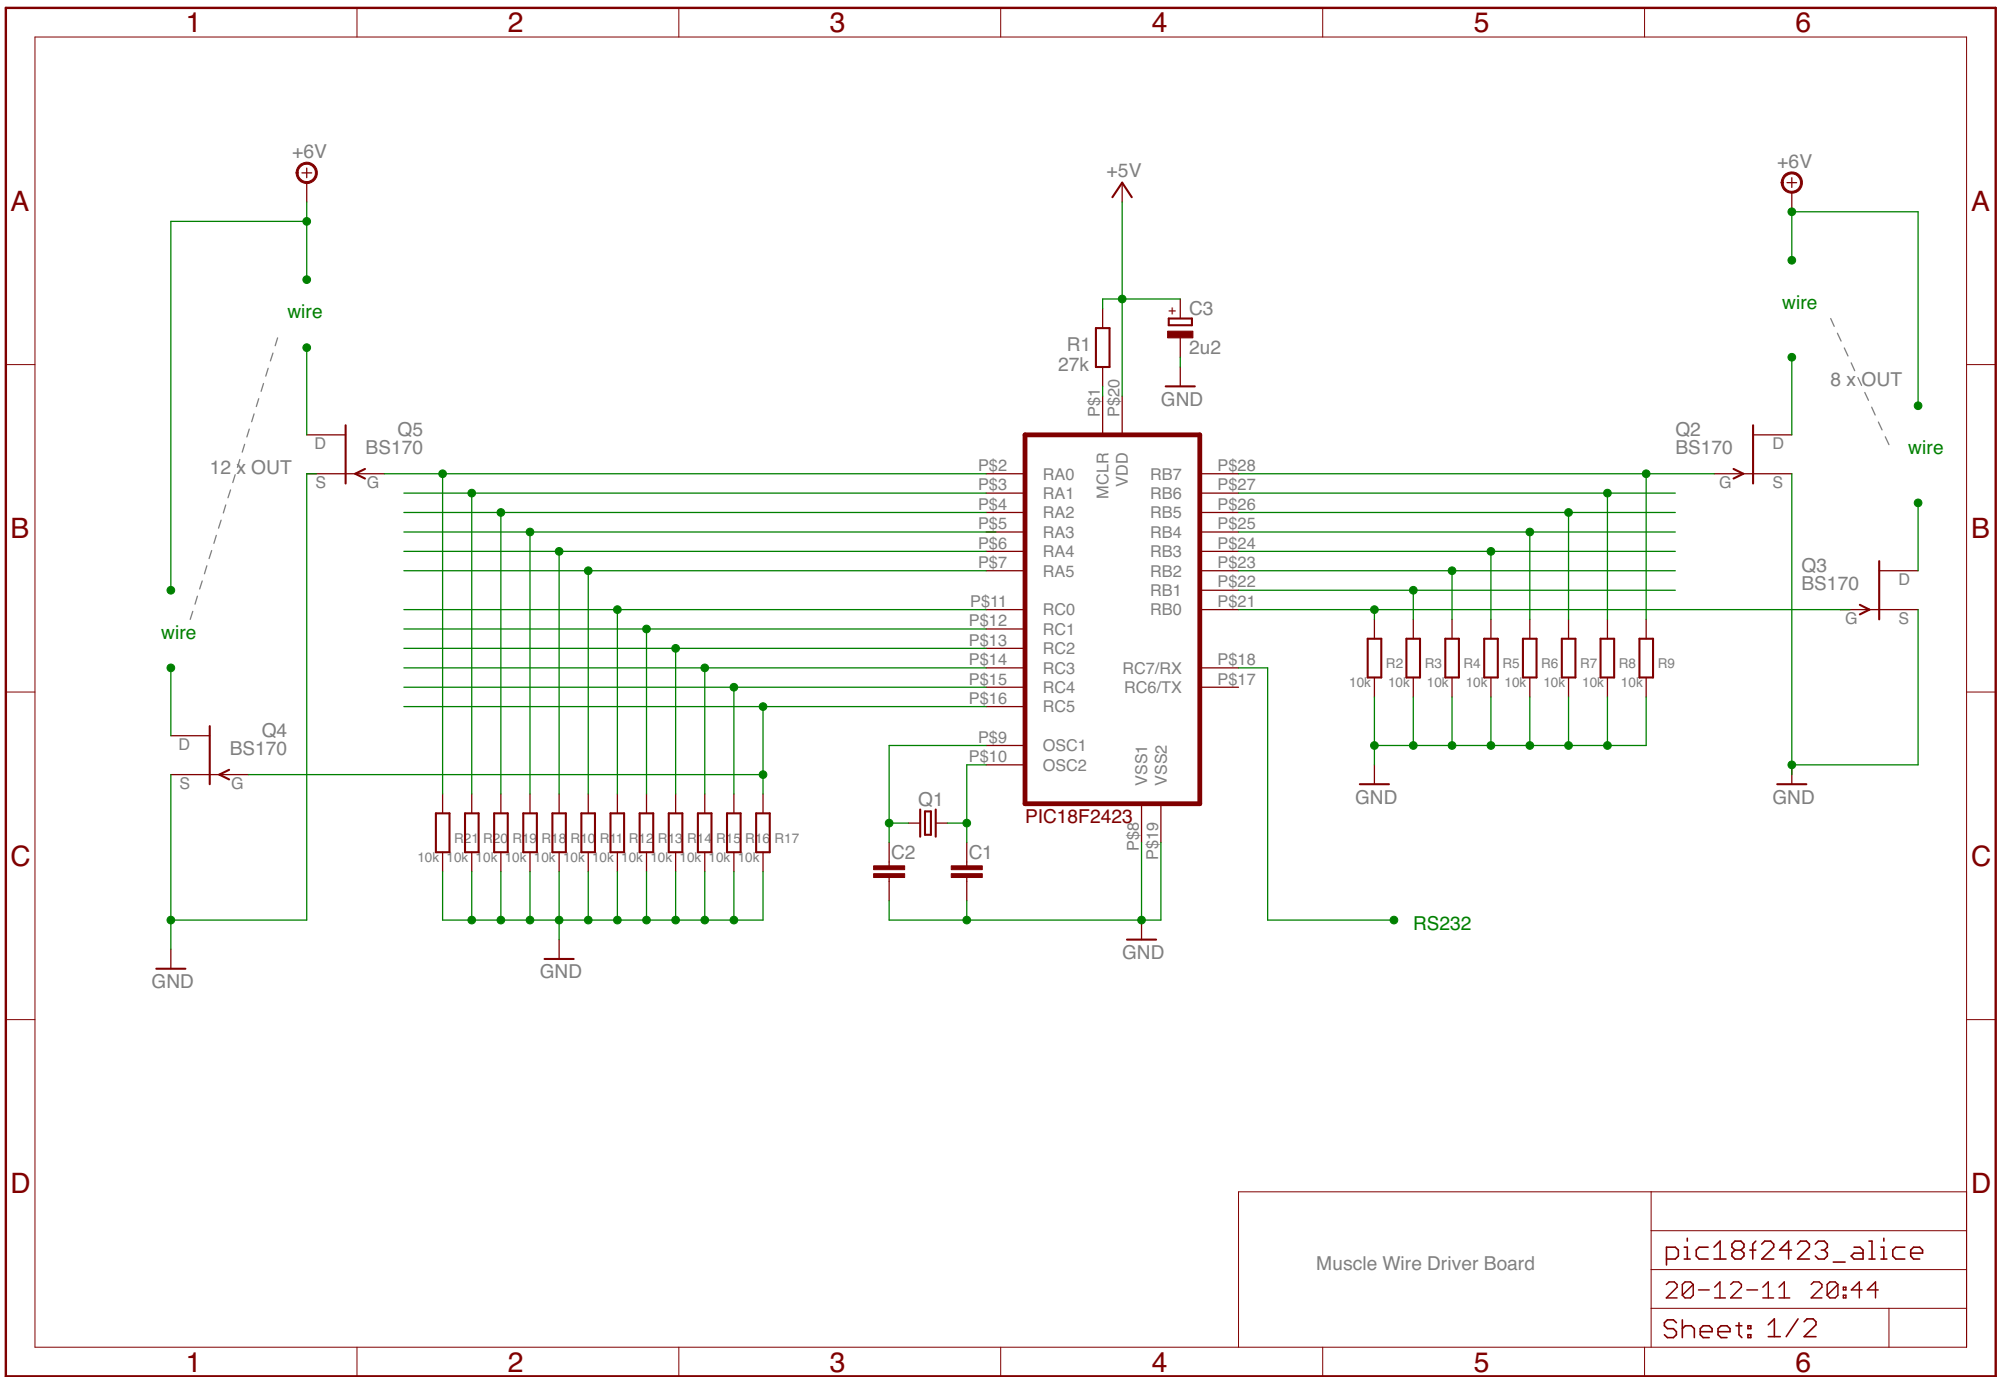 1 2 3 4 5 6
A A
B B
C C
D D
+6V
wire
12 x OUT
wire
Q5
BS170
D
S
G
Q4
BS170
D
S
G
GND
+5V
R1
27k
C3
2u2
GND
P$1
P$20
MCLR
VDD
P$2 RA0
P$3 RA1
P$4 RA2
P$5 RA3
P$6 RA4
P$7 RA5
P$11 RC0
P$12 RC1
P$13 RC2
P$14 RC3
P$15 RC4
P$16 RC5
P$9 OSC1
P$10 OSC2
RB7 P$28
RB6 P$27
RB5 P$26
RB4 P$25
RB3 P$24
RB2 P$23
RB1 P$22
RB0 P$21
RC7/RX P$18
RC6/TX P$17
VSS1
VSS2
PIC18F2423
P$8
P$19
R21 R20 R19 R18 R10 R11 R12 R13 R14 R15 R16 R17
10k 10k 10k 10k 10k 10k 10k 10k 10k 10k 10k 10k
GND
Q1
C2
C1
GND
RS232
R2 R3 R4 R5 R6 R7 R8 R9
10k 10k 10k 10k 10k 10k 10k 10k
GND
+6V
wire
8 x OUT
wire
Q2
BS170
D
G
S
Q3
BS170
D
G
S
GND
Muscle Wire Driver Board
pic18f2423_alice
20-12-11 20:44
Sheet: 1/2
1 2 3 4 5 6